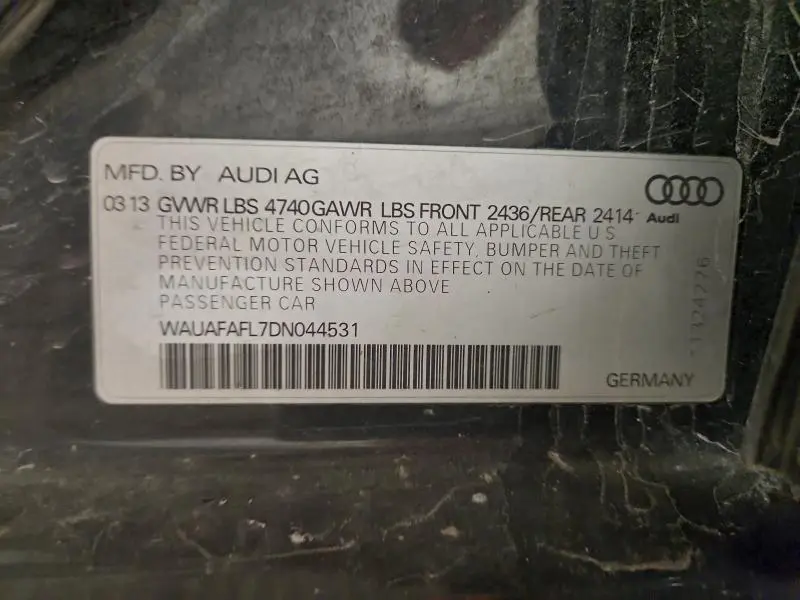 MFD. BY AUDI AG
03 13 GVWR LBS 4740 GAWR LBS FRONT 2436/REAR 2414
Audi
THIS VEHICLE CONFORMS TO ALL APPLICABLE U S
FEDERAL MOTOR VEHICLE SAFETY, BUMPER AND THEFT
PREVENTION STANDARDS IN EFFECT ON THE DATE OF
MANUFACTURE SHOWN ABOVE
PASSENGER CAR
WAUAFAFL7DN044531
GERMANY